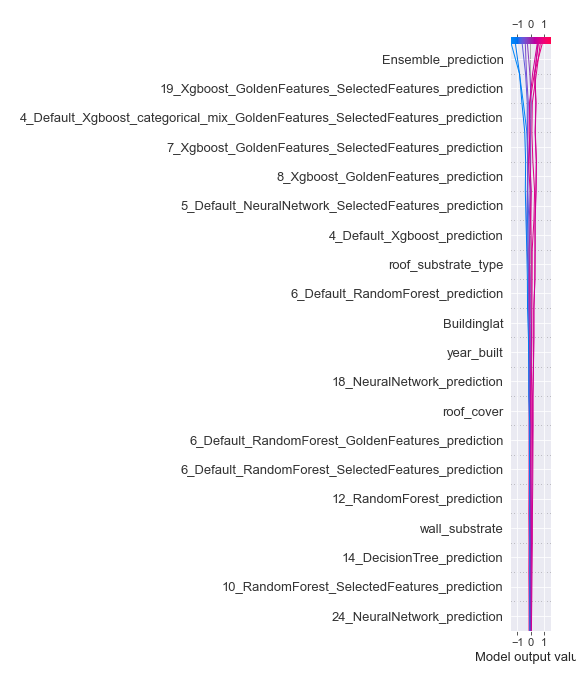 −1 0 1
Ensemble_prediction
19_Xgboost_GoldenFeatures_SelectedFeatures_prediction
4_Default_Xgboost_categorical_mix_GoldenFeatures_SelectedFeatures_prediction
7_Xgboost_GoldenFeatures_SelectedFeatures_prediction
8_Xgboost_GoldenFeatures_prediction
5_Default_NeuralNetwork_SelectedFeatures_prediction
4_Default_Xgboost_prediction
roof_substrate_type
6_Default_RandomForest_prediction
Buildinglat
year_built
18_NeuralNetwork_prediction
roof_cover
6_Default_RandomForest_GoldenFeatures_prediction
6_Default_RandomForest_SelectedFeatures_prediction
12_RandomForest_prediction
wall_substrate
14_DecisionTree_prediction
10_RandomForest_SelectedFeatures_prediction
24_NeuralNetwork_prediction
−1 0 1
Model output valu